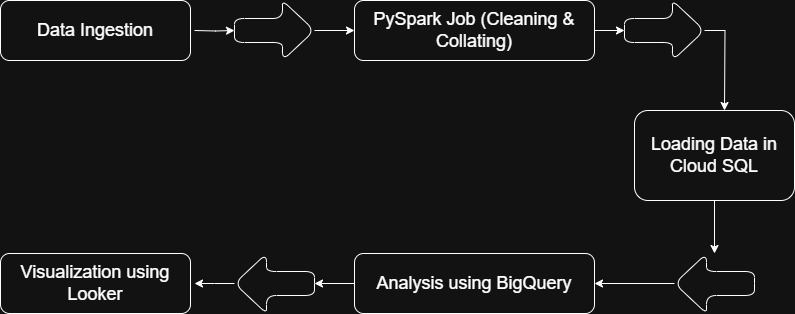 Data Ingestion
PySpark Job (Cleaning &
Collating)
Loading Data in
Cloud SQL
Analysis using BigQuery
Visualization using
Looker